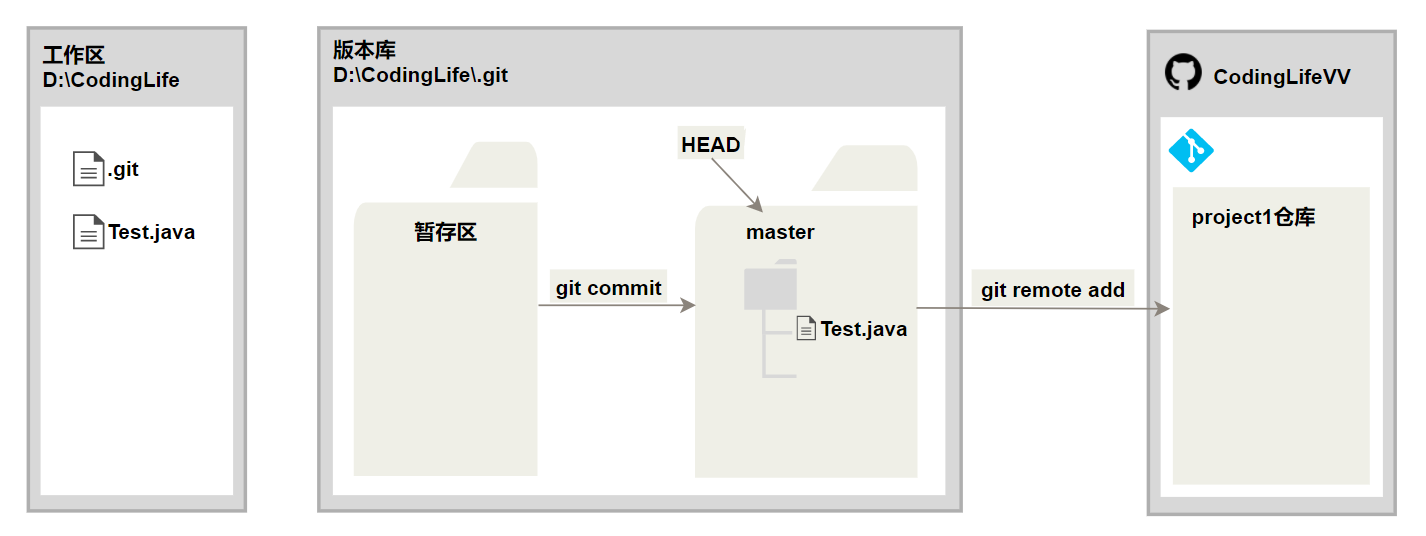 工作区
D:\CodingLife
.git
Test.java
版本库
D:\CodingLife\.git
暂存区
git commit
HEAD
master
Test.java
git remote add
CodingLifeVV
project1仓库